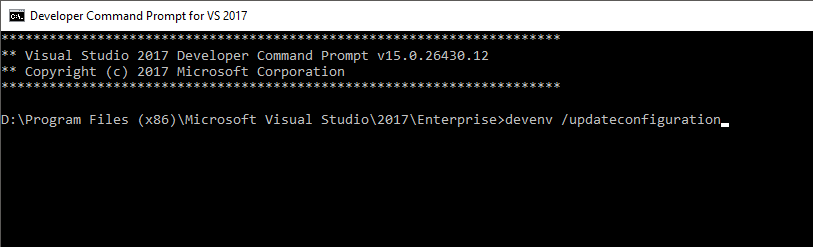 Developer Command Prompt for VS 2017
**********************************************************************
** Visual Studio 2017 Developer Command Prompt v15.0.26430.12
** Copyright (c) 2017 Microsoft Corporation
**********************************************************************
D:\Program Files (x86)\Microsoft Visual Studio\2017\Enterprise>devenv /updateconfiguration